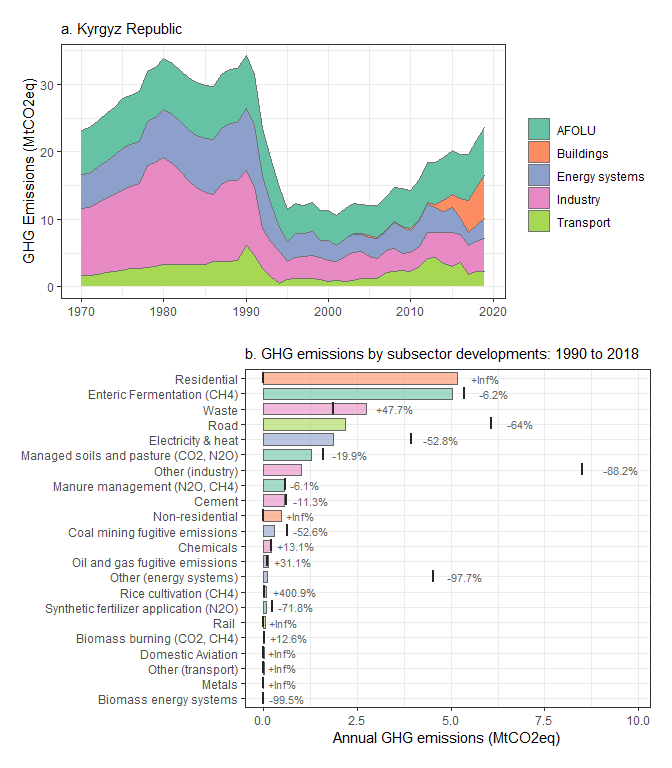 a. Kyrgyz Republic
GHG Emissions (MtCO2eq)
30
20
10
0
1970 1980 1990 2000 2010 2020
AFOLU
Buildings
Energy systems
Industry
Transport
b. GHG emissions by subsector developments: 1990 to 2018
Residential +Inf%
Enteric Fermentation (CH4) -6.2%
Waste +47.7%
Road -64%
Electricity & heat -52.8%
Managed soils and pasture (CO2, N2O) -19.9%
Other (industry) -88.2%
Manure management (N2O, CH4) -6.1%
Cement -11.3%
Non-residential +Inf%
Coal mining fugitive emissions -52.6%
Chemicals +13.1%
Oil and gas fugitive emissions +31.1%
Other (energy systems) -97.7%
Rice cultivation (CH4) +400.9%
Synthetic fertilizer application (N2O) -71.8%
Rail +Inf%
Biomass burning (CO2, CH4) +12.6%
Domestic Aviation +Inf%
Other (transport) +Inf%
Metals +Inf%
Biomass energy systems -99.5%
0.0 2.5 5.0 7.5 10.0
Annual GHG emissions (MtCO2eq)